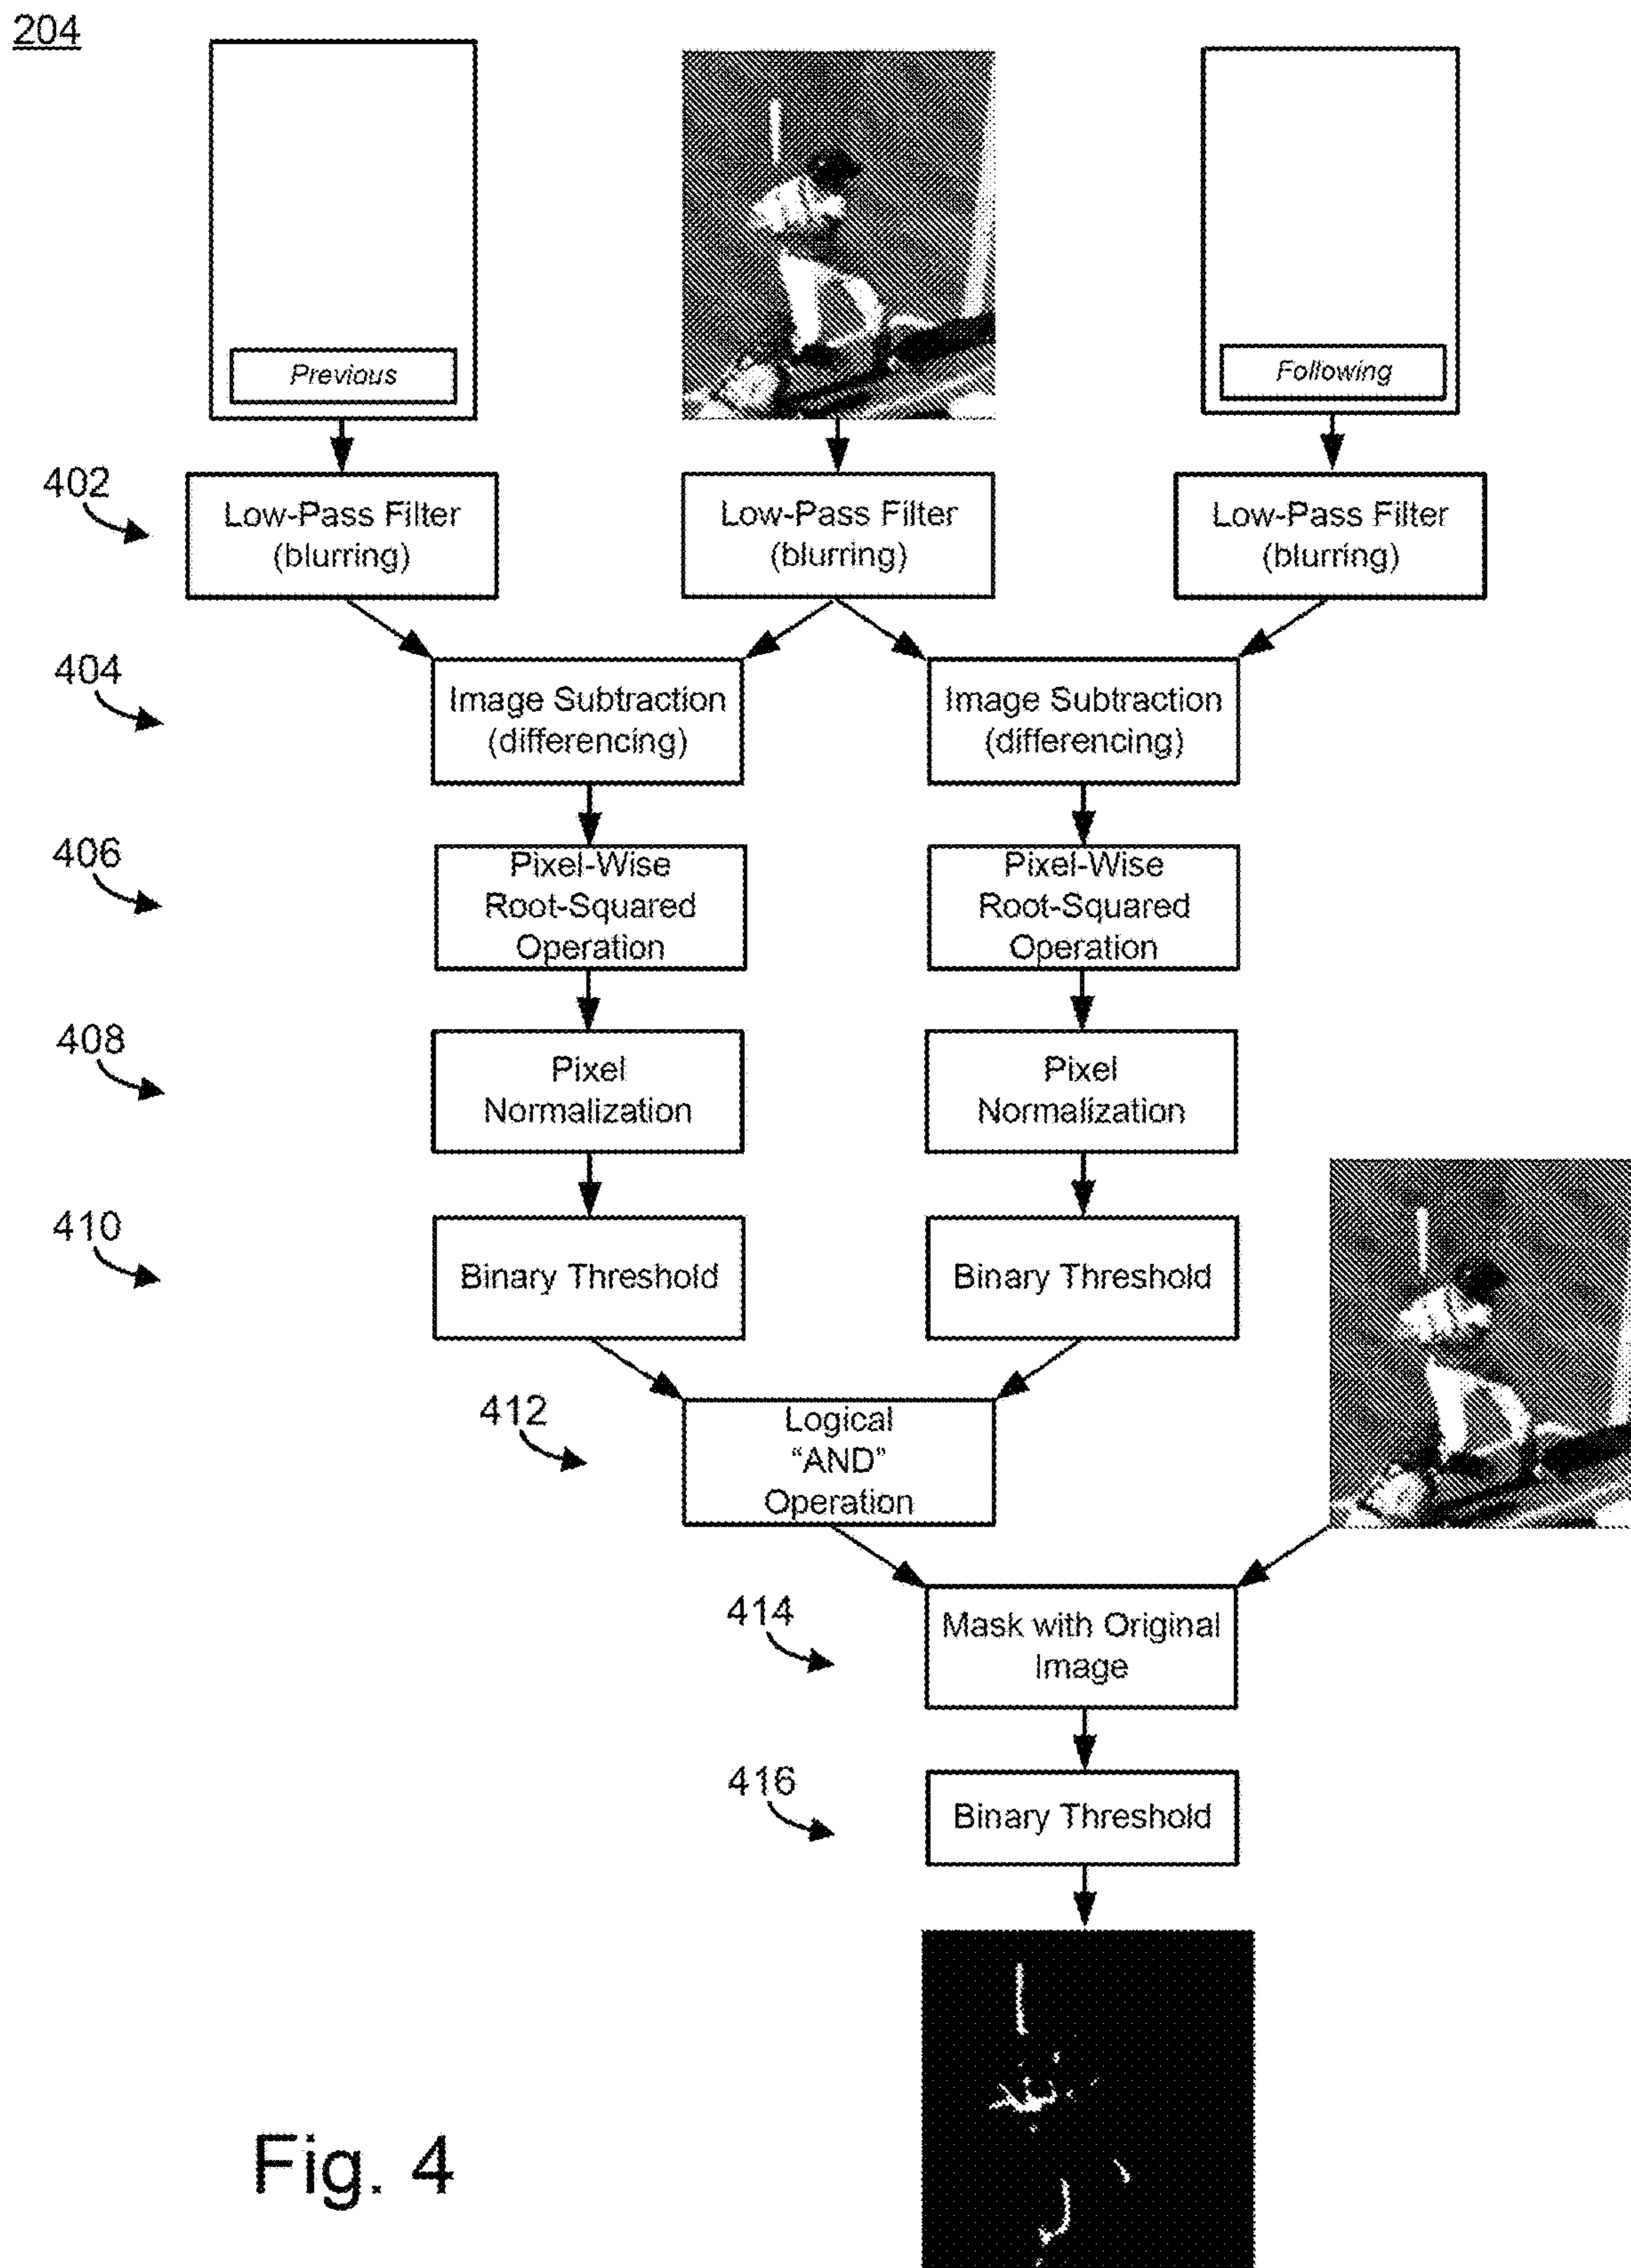 204
Previous
Following
402
Low-Pass Filter
(blurring)
Low-Pass Filter
(blurring)
Low-Pass Filter
(blurring)
404
Image Subtraction
(differencing)
Image Subtraction
(differencing)
406
Pixel-Wise
Root-Squared
Operation
Pixel-Wise
Root-Squared
Operation
408
Pixel
Normalization
Pixel
Normalization
410
Binary Threshold
Binary Threshold
412
Logical
“AND”
Operation
414
Mask with Original
Image
416
Binary Threshold
Fig. 4